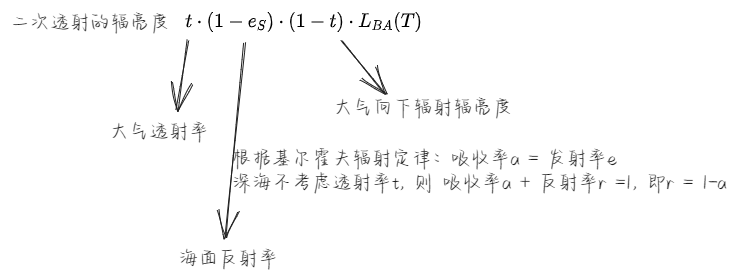 二次透射的辐亮度 t · (1 − e_S) · (1 − t) · L_{BA}(T)
大气向下辐射辐亮度
大气透射率
根据基尔霍夫辐射定律：吸收率a = 发射率e
深海不考虑透射率t, 则 吸收率a + 反射率r =1, 即r = 1-a
海面反射率